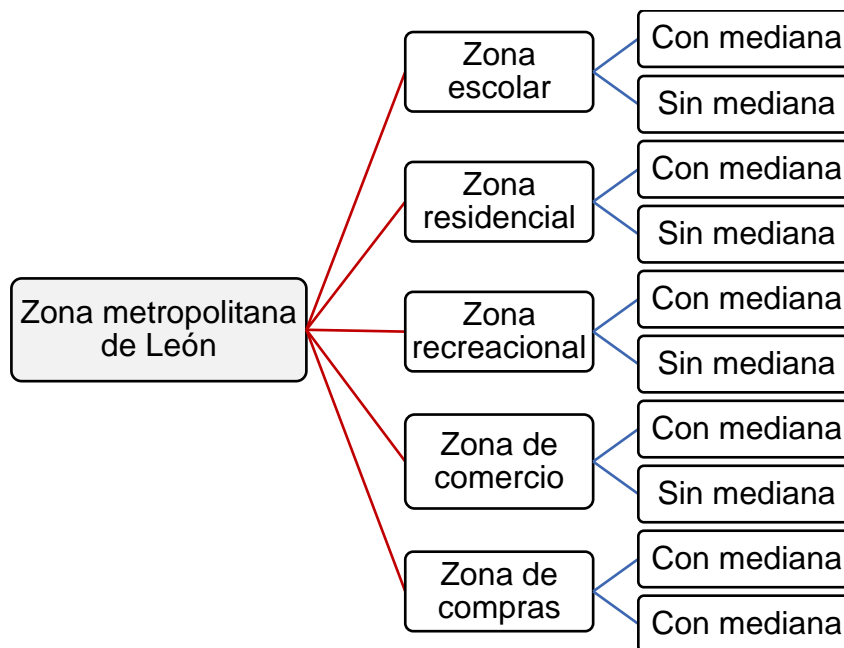 Zona metropolitana
de León
Zona
escolar
Con mediana
Sin mediana
Zona
residencial
Con mediana
Sin mediana
Zona
recreacional
Con mediana
Sin mediana
Zona de
comercio
Con mediana
Sin mediana
Zona de
compras
Con mediana
Con mediana